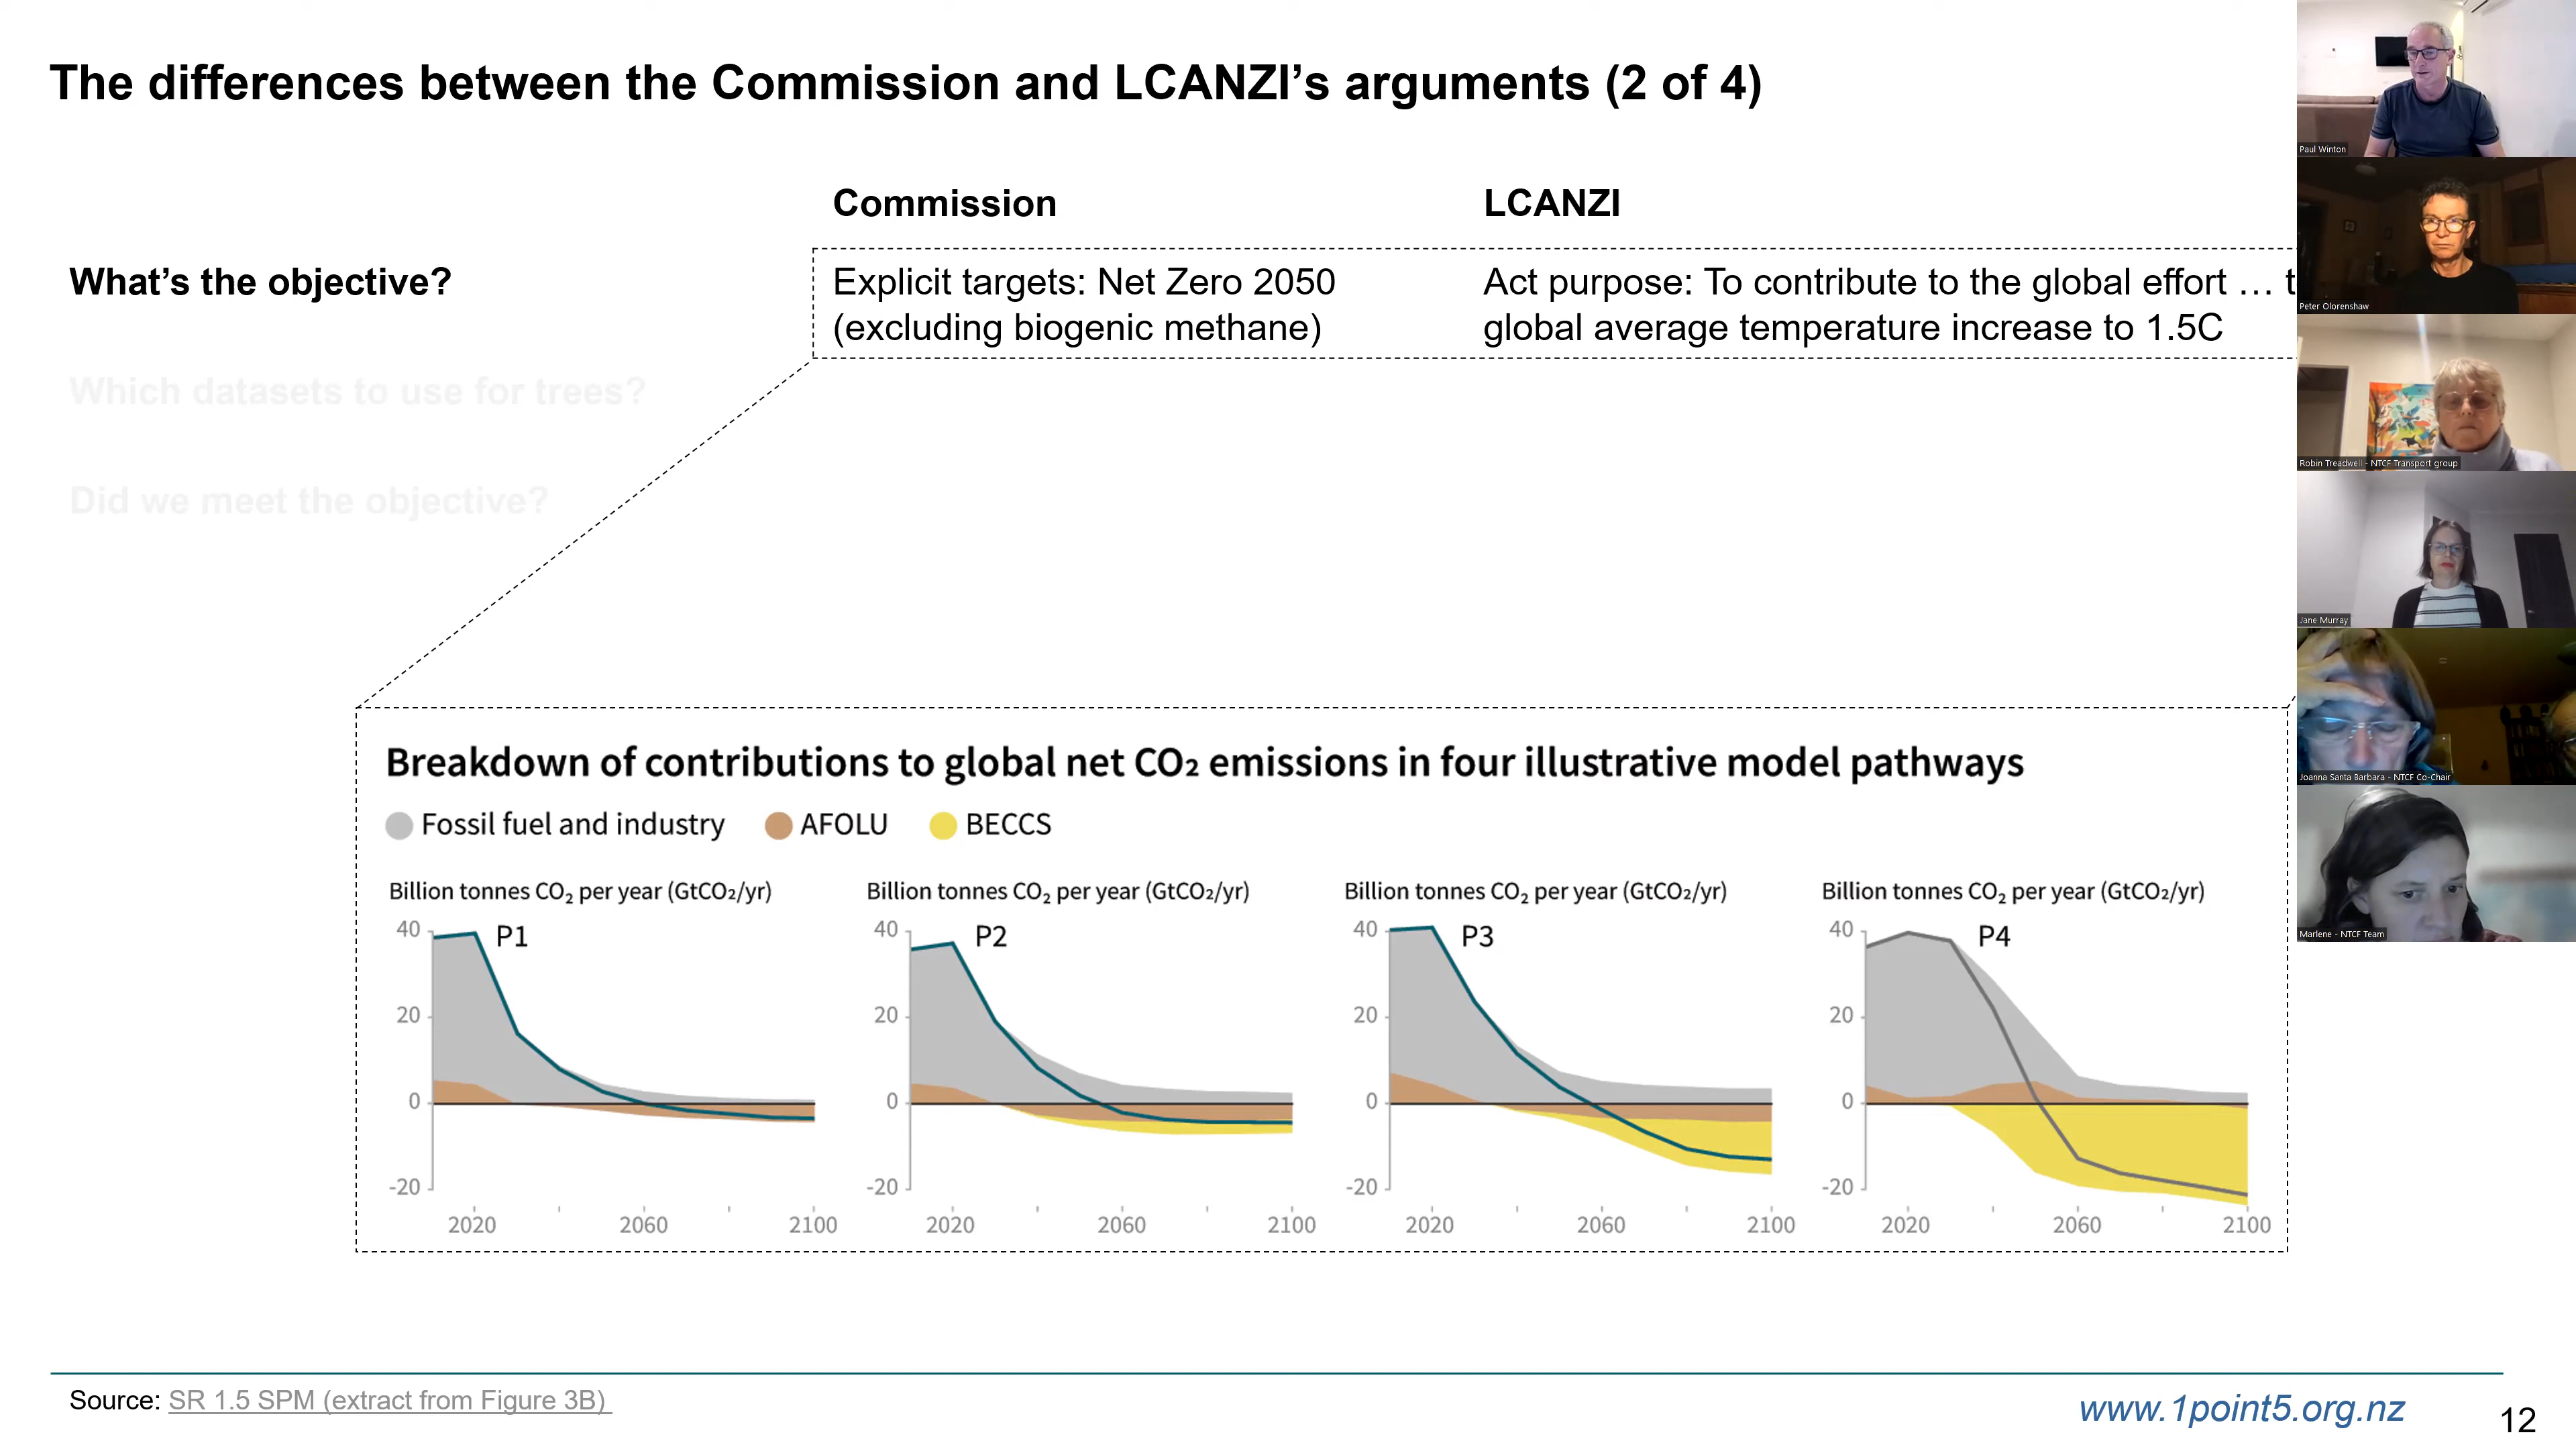 The differences between the Commission and LCANZI’s arguments (2 of 4)
Commission
LCANZI
What’s the objective?
Explicit targets: Net Zero 2050
(excluding biogenic methane)
Act purpose: To contribute to the global effort … t
global average temperature increase to 1.5C
Which datasets to use for trees?
Did we meet the objective?
Breakdown of contributions to global net CO₂ emissions in four illustrative model pathways
Fossil fuel and industry
AFOLU
BECCS
Billion tonnes CO₂ per year (GtCO₂/yr)
P1
40
20
0
-20
2020
2060
2100
Billion tonnes CO₂ per year (GtCO₂/yr)
P2
40
20
0
-20
2020
2060
2100
Billion tonnes CO₂ per year (GtCO₂/yr)
P3
40
20
0
-20
2020
2060
2100
Billion tonnes CO₂ per year (GtCO₂/yr)
P4
40
20
0
-20
2020
2060
2100
Source: SR 1.5 SPM (extract from Figure 3B)
www.1point5.org.nz
12
Paul Winton
Peter Olorenshaw
Robin Treadwell - NTCF Transport group
Jane Murray
Joanna Santa Barbara - NTCF Co-Chair
Marlene - NTCF Team